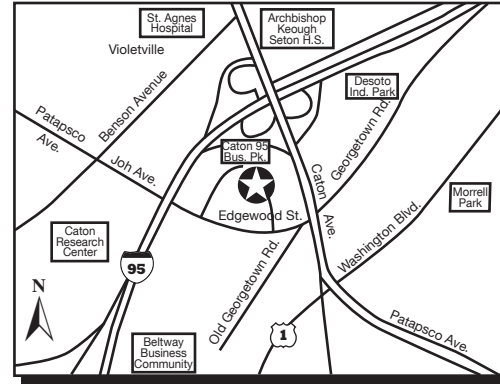 St. Agnes
Hospital
Archbishop
Keough
Seton H.S.
Violetville
Benson Avenue
Desoto
Ind. Park
Patapsco
Ave.
Georgetown Rd.
Joh Ave.
Caton 95
Bus. Pk.
Caton
Ave.
Morrell
Park
Edgewood St.
Washington Blvd.
Caton
Research
Center
Old Georgetown Rd.
95
N
1
Patapsco Ave.
Beltway
Business
Community